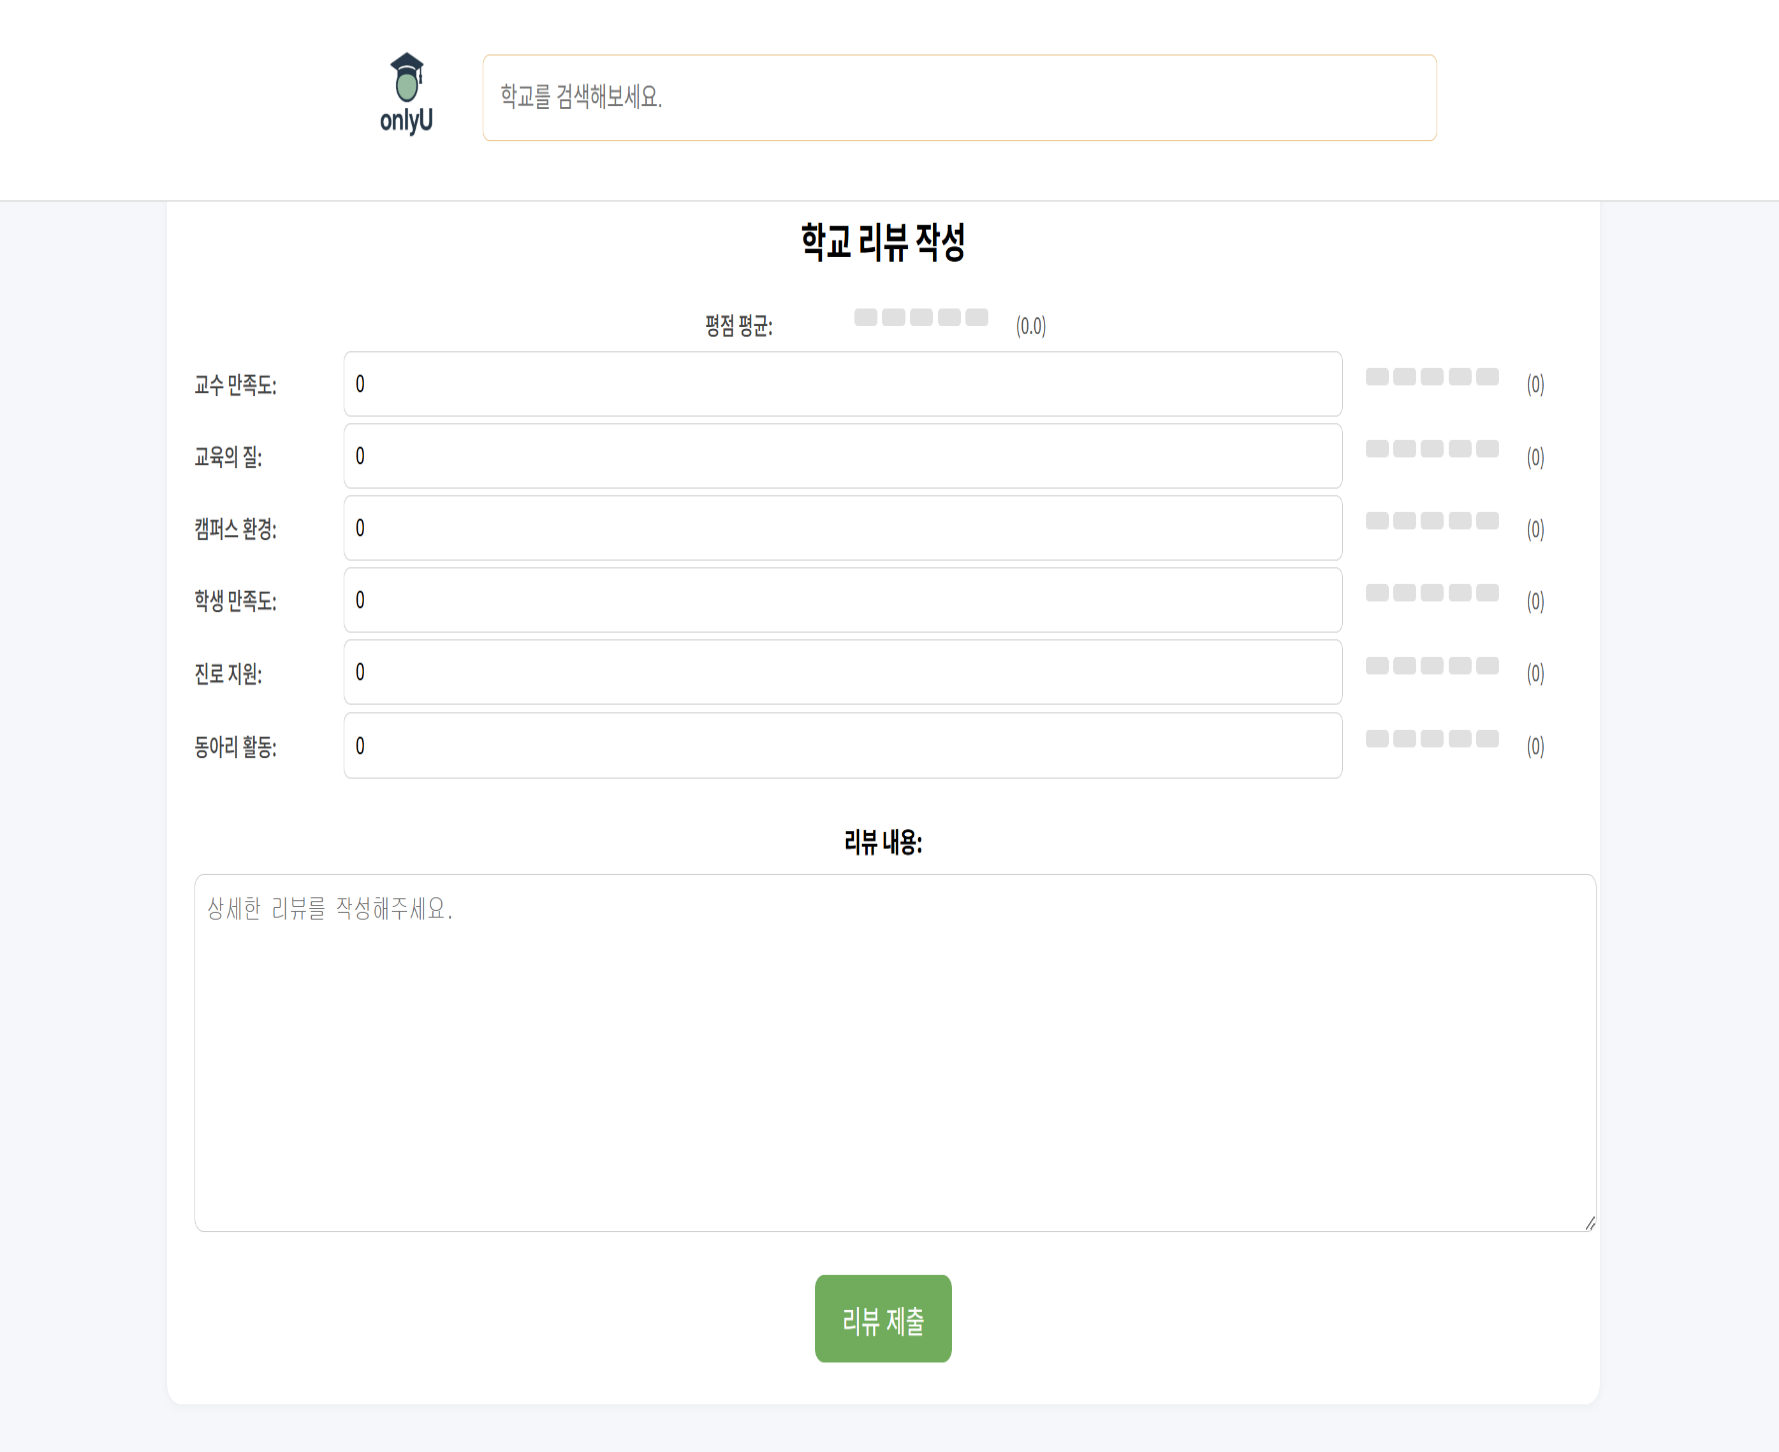 onlyU
학교를 검색해보세요.
학교 리뷰 작성
평점 평균: (0.0)
교수 만족도: 0 (0)
교육의 질: 0 (0)
캠퍼스 환경: 0 (0)
학생 만족도: 0 (0)
진로 지원: 0 (0)
동아리 활동: 0 (0)
리뷰 내용:
상세한 리뷰를 작성해주세요.
리뷰 제출